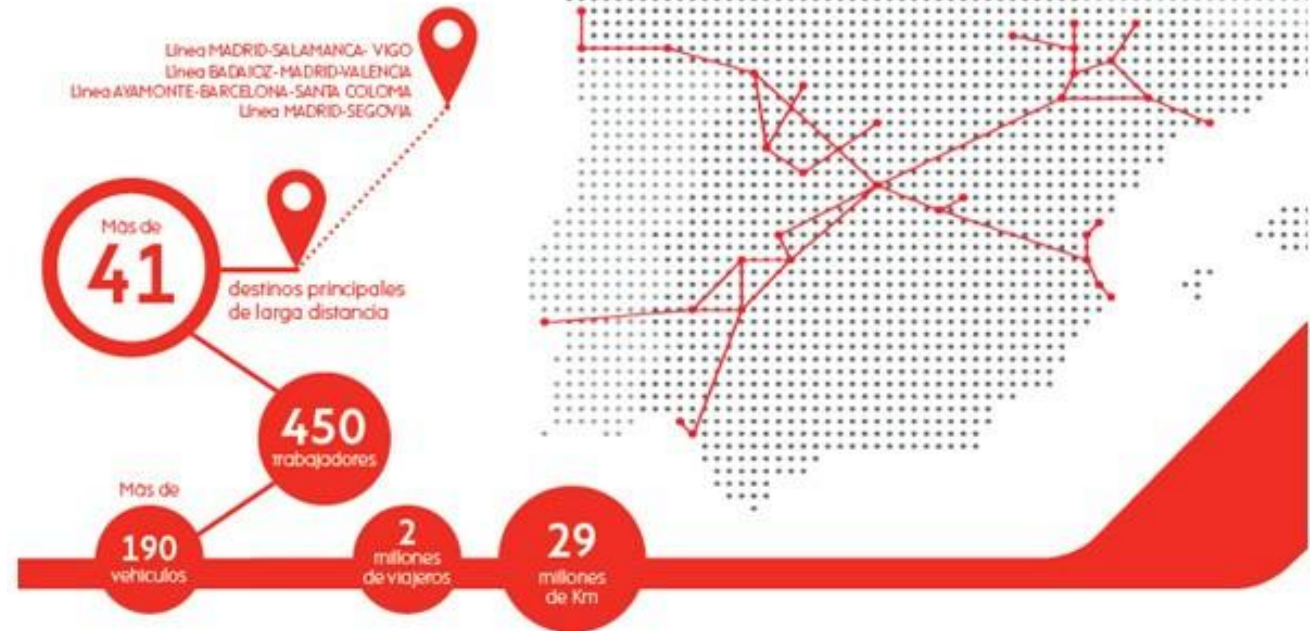 Línea MADRID-SALAMANCA- VIGO
Línea BADAJOZ-MADRID-VALENCIA
Línea AYAMONTE-BARCELONA-SANTA COLOMA
Línea MADRID-SEGOVIA
Más de
41
destinos principales
de larga distancia
450
trabajadores
Más de
190
vehículos
2
millones
de viajeros
29
millones
de Km